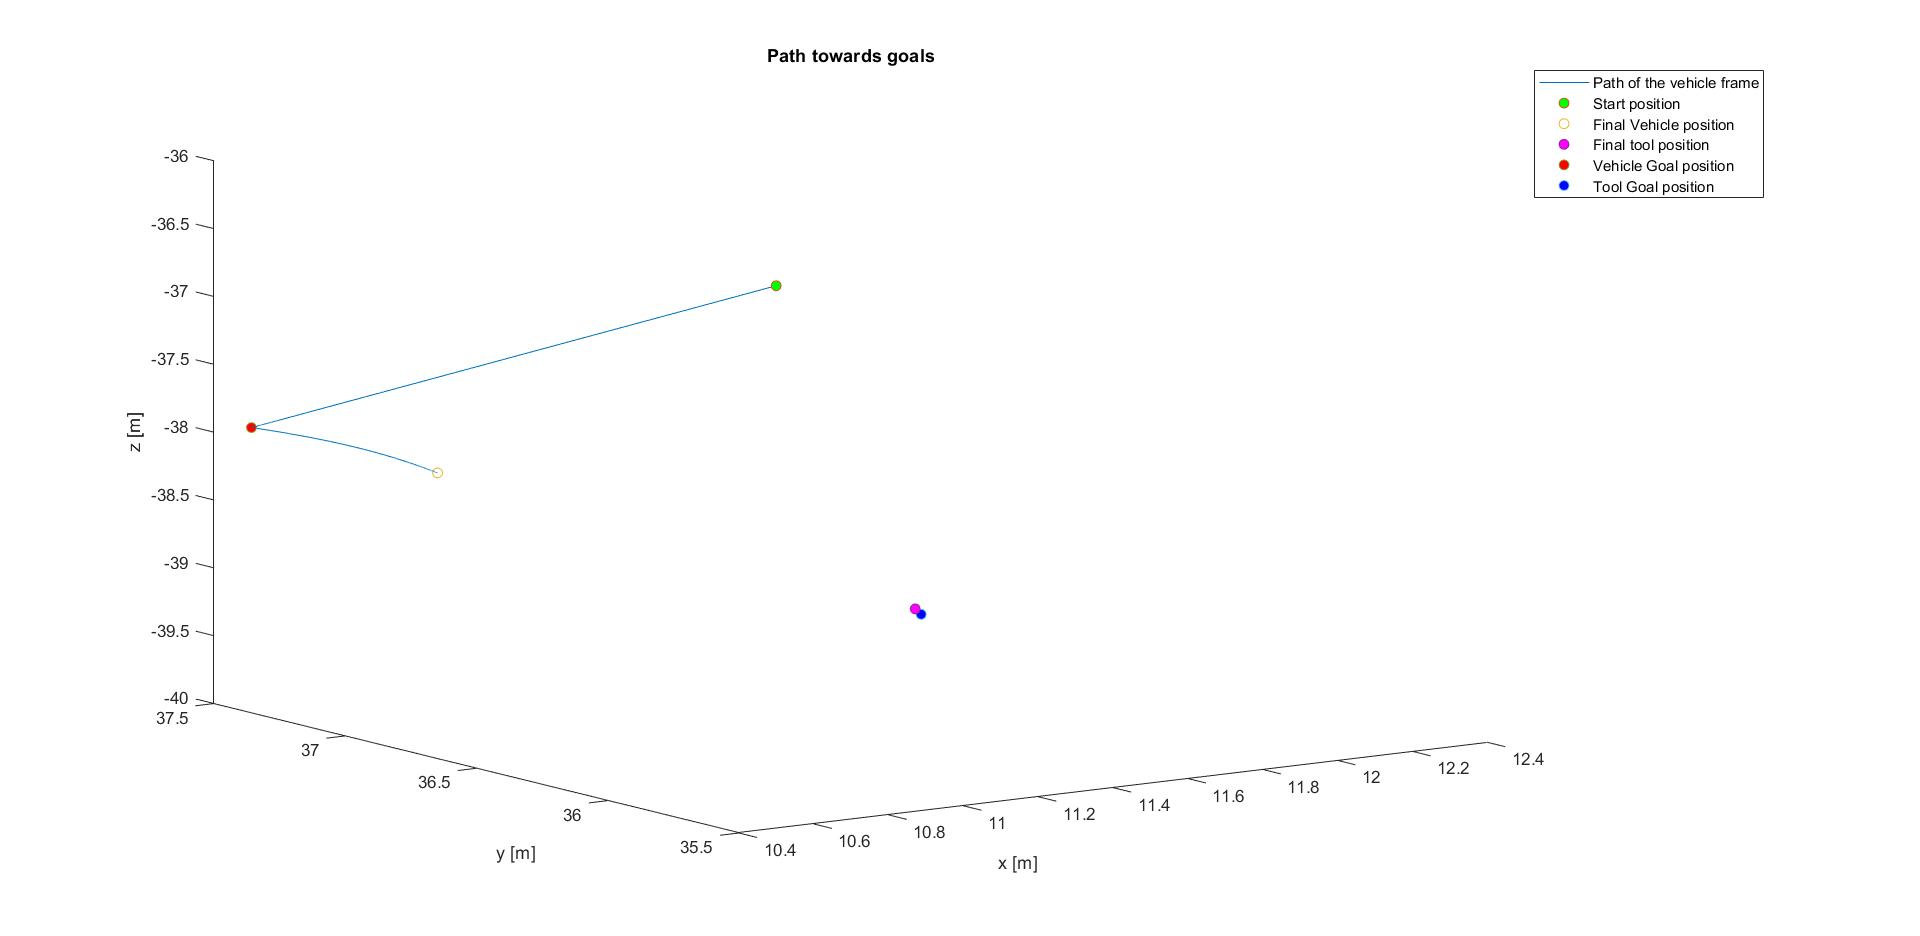 Path towards goals
Path of the vehicle frame
Start position
Final Vehicle position
Final tool position
Vehicle Goal position
Tool Goal position
-36
-36.5
-37
-37.5
-38
-38.5
-39
-39.5
-40
z [m]
37.5
37
36.5
36
35.5
y [m]
10.4
10.6
10.8
11
11.2
11.4
11.6
11.8
12
12.2
12.4
x [m]